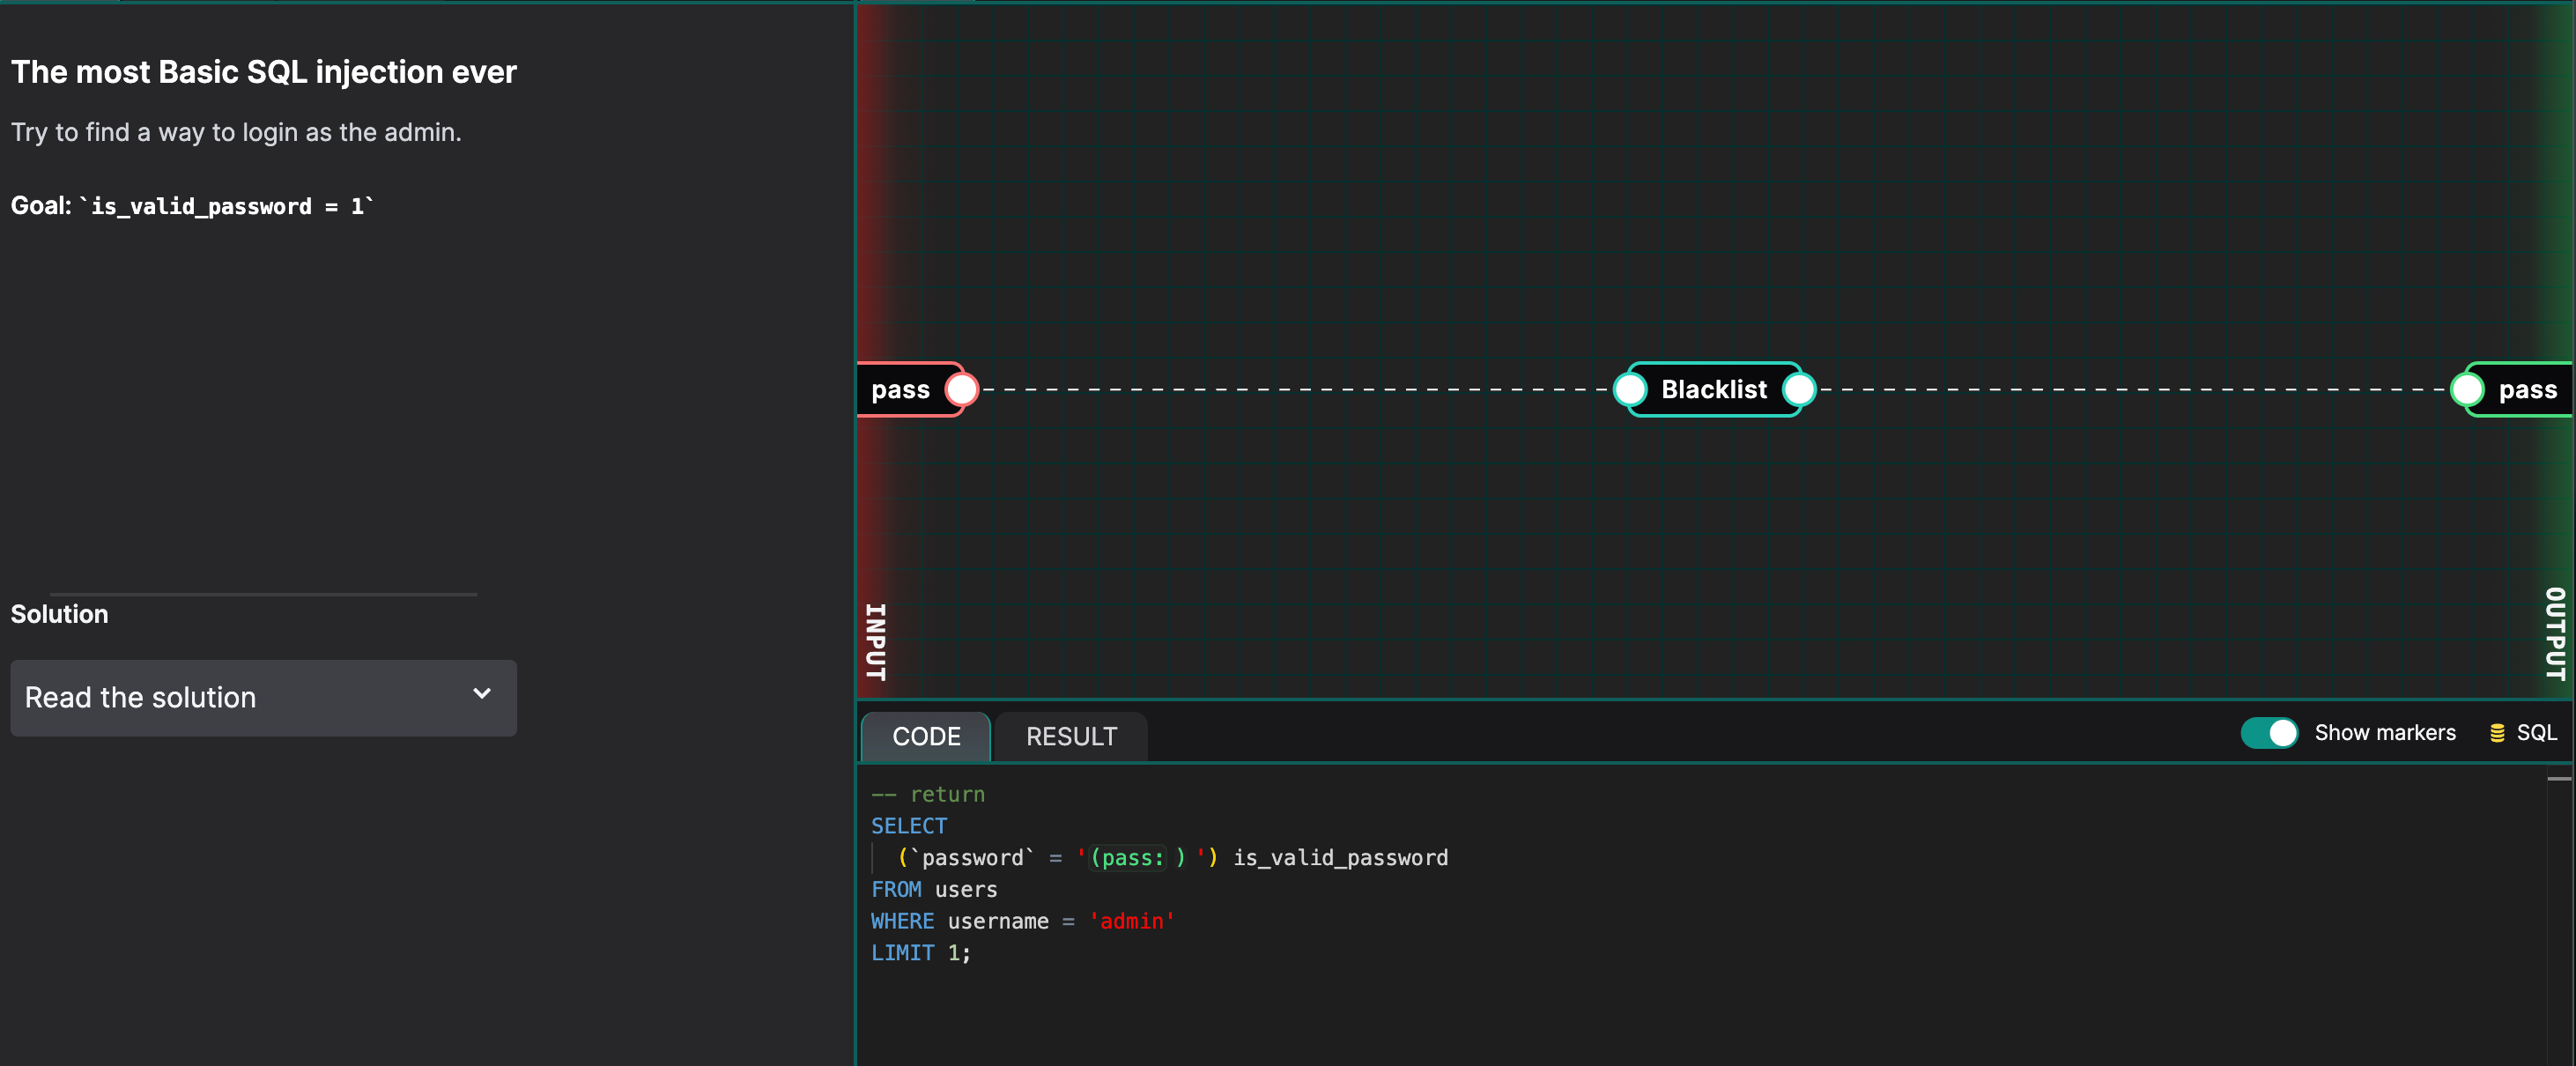 The most Basic SQL injection ever
Try to find a way to login as the admin.
Goal: `is_valid_password = 1`
Solution
Read the solution
pass
Blacklist
pass
INPUT
OUTPUT
CODE
RESULT
Show markers
SQL
-- return
SELECT
(`password` = '(pass: ) ') is_valid_password
FROM users
WHERE username = 'admin'
LIMIT 1;